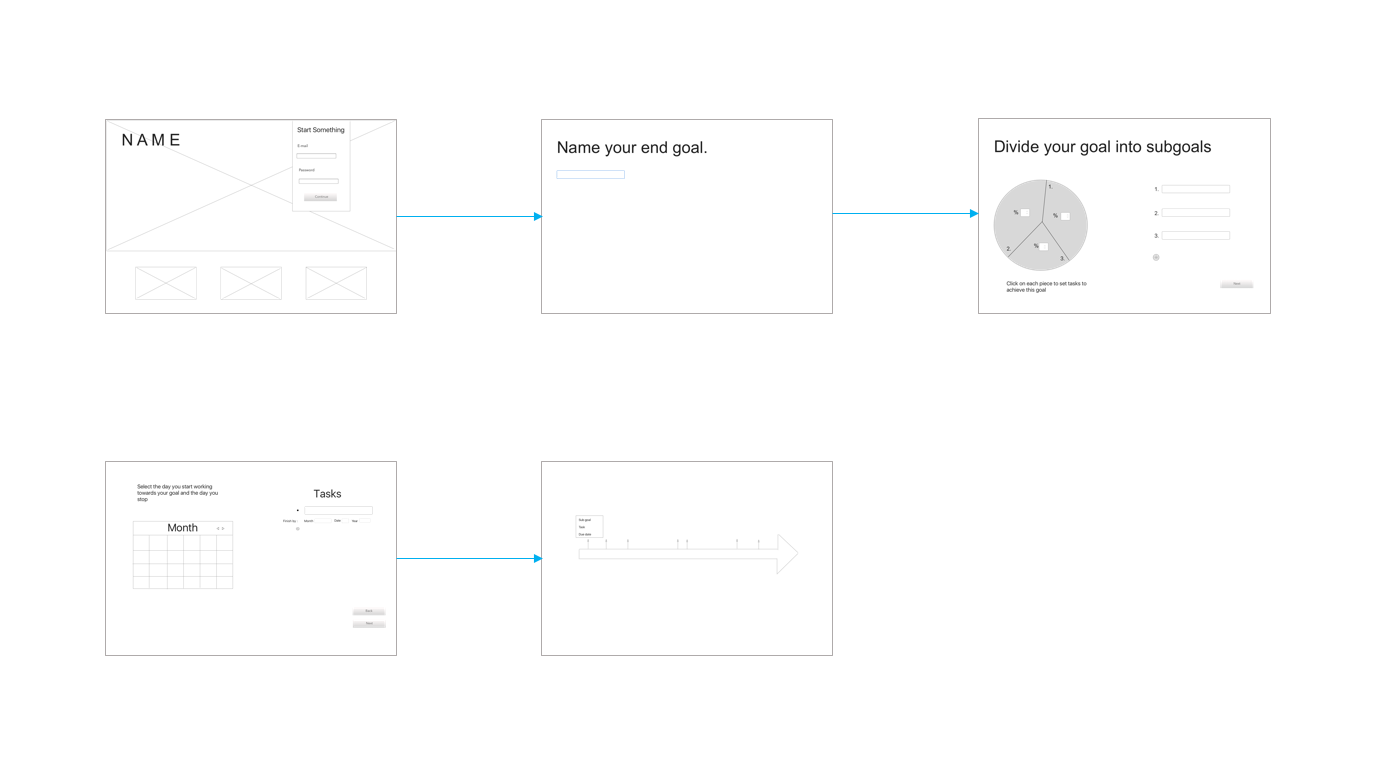 NAME
Start Something
E-mail
Password
Continue
Name your end goal.
Divide your goal into subgoals
1.
%
%
2.
%
3.
1.
2.
3.
Click on each piece to set tasks to
achieve this goal
Next
Select the day you start working
towards your goal and the day you
stop
Month
Tasks
Finish by :
Month
Date
Year
Back
Sub goal
Task
Due date